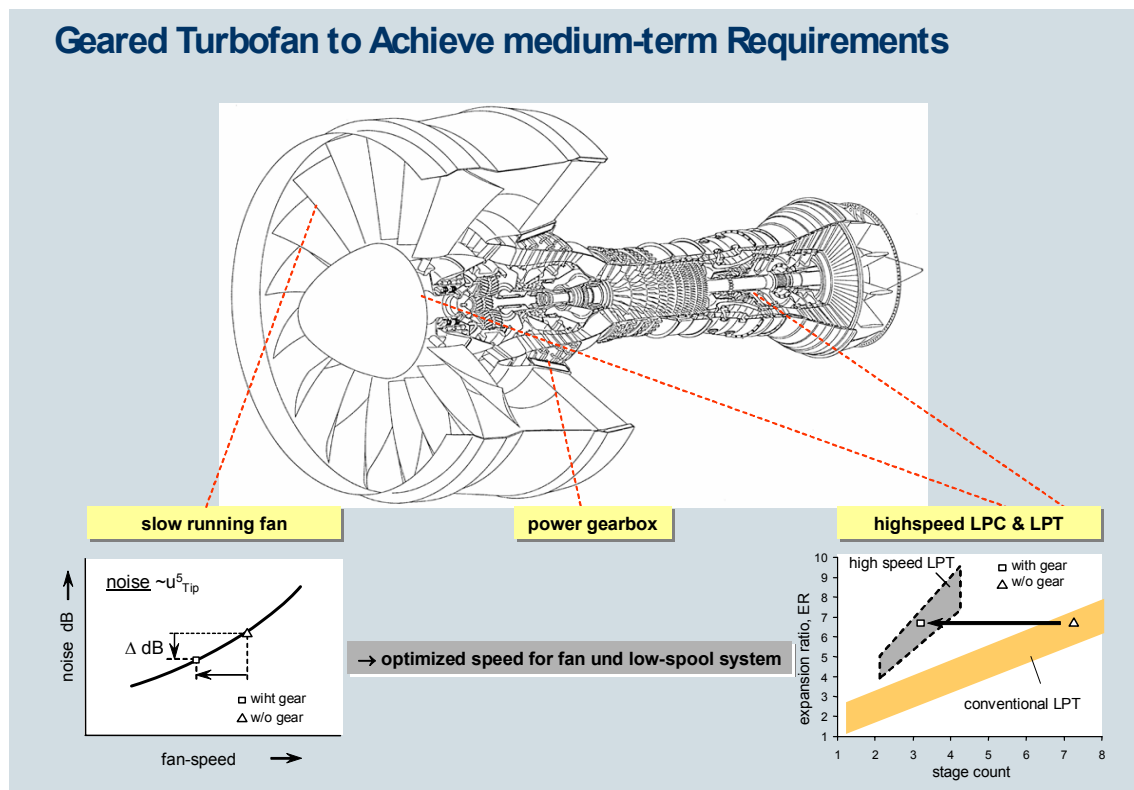 Geared Turbofan to Achieve medium-term Requirements
slow running fan
power gearbox
highspeed LPC & LPT
noise dB
noise ~u⁵Tip
Δ dB
wiht gear
w/o gear
fan-speed
→ optimized speed for fan und low-spool system
expansion ratio, ER
10
9
8
7
6
5
4
3
2
1
high speed LPT
with gear
w/o gear
conventional LPT
1 2 3 4 5 6 7 8
stage count